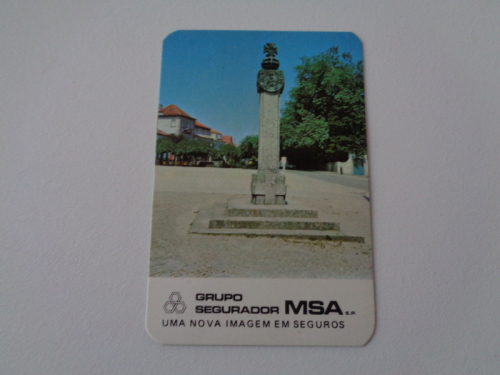 GRUPO
SEGURADOR MSA E.P.
UMA NOVA IMAGEM EM SEGUROS